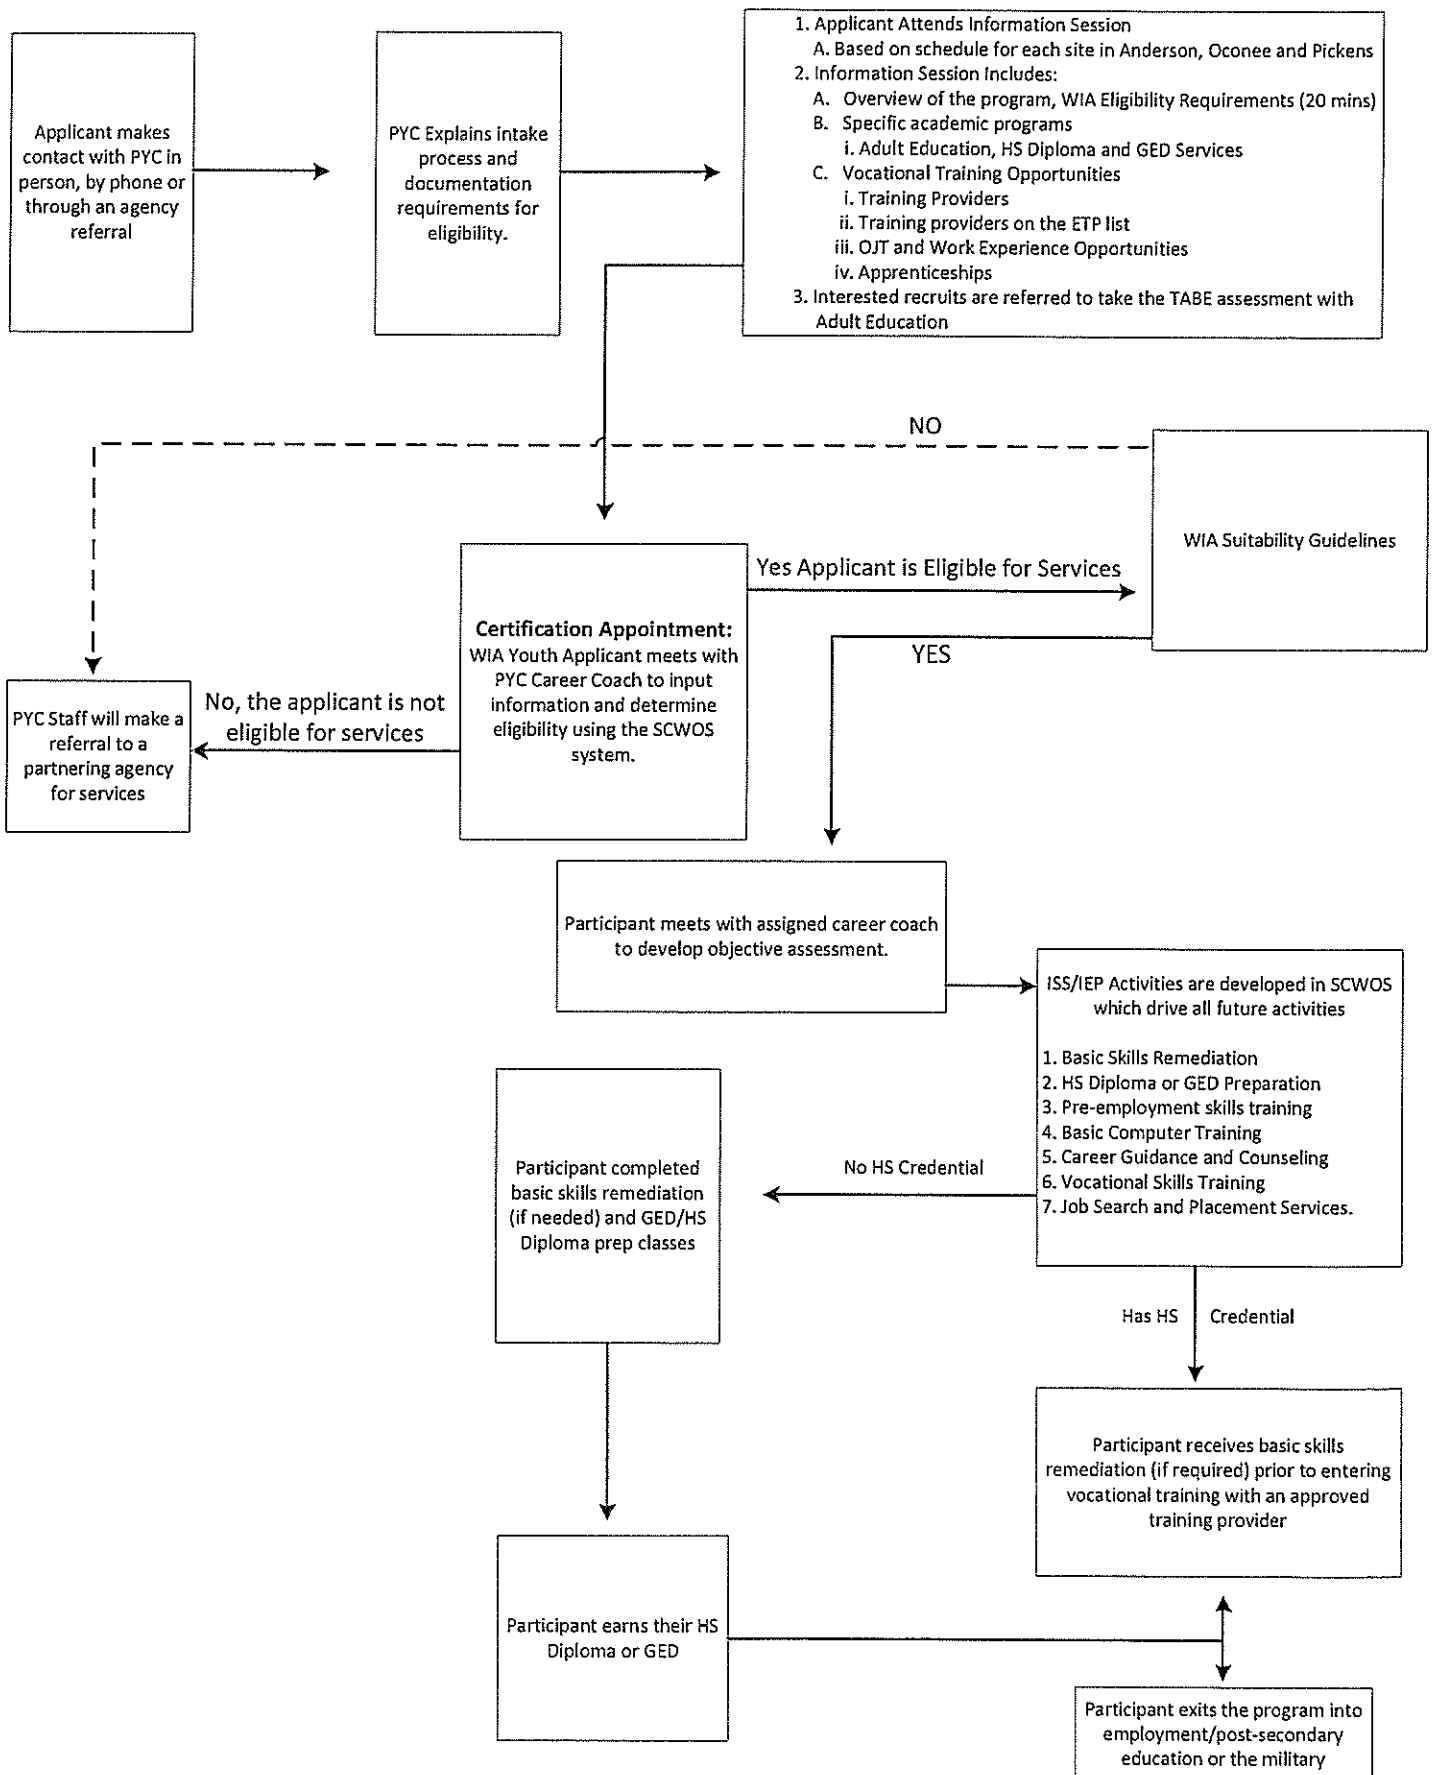 Applicant makes
contact with PYC in
person, by phone or
through an agency
referral
PYC Explains intake
process and
documentation
requirements for
eligibility.
1. Applicant Attends Information Session
A. Based on schedule for each site in Anderson, Oconee and Pickens
2. Information Session Includes:
A. Overview of the program, WIA Eligibility Requirements (20 mins)
B. Specific academic programs
i. Adult Education, HS Diploma and GED Services
C. Vocational Training Opportunities
i. Training Providers
ii. Training providers on the ETP list
iii. OJT and Work Experience Opportunities
iv. Apprenticeships
3. Interested recruits are referred to take the TABE assessment with
Adult Education
NO
WIA Suitability Guidelines
Yes Applicant is Eligible for Services
YES
Certification Appointment:
WIA Youth Applicant meets with
PYC Career Coach to input
information and determine
eligibility using the SCWOS
system.
No, the applicant is not
eligible for services
PYC Staff will make a
referral to a
partnering agency
for services
Participant meets with assigned career coach
to develop objective assessment.
ISS/IEP Activities are developed in SCWOS
which drive all future activities
1. Basic Skills Remediation
2. HS Diploma or GED Preparation
3. Pre-employment skills training
4. Basic Computer Training
5. Career Guidance and Counseling
6. Vocational Skills Training
7. Job Search and Placement Services.
No HS Credential
Participant completed
basic skills remediation
(if needed) and GED/HS
Diploma prep classes
Has HS Credential
Participant receives basic skills
remediation (if required) prior to entering
vocational training with an approved
training provider
Participant earns their HS
Diploma or GED
Participant exits the program into
employment/post-secondary
education or the military